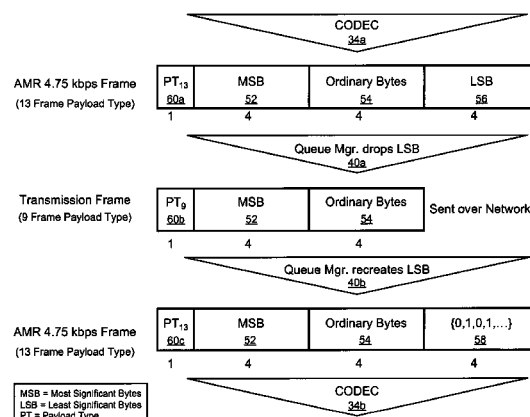 CODEC
34a
AMR 4.75 kbps Frame
(13 Frame Payload Type)
PT13 MSB Ordinary Bytes LSB
60a 52 54 56
1 4 4 4
Queue Mgr. drops LSB
40a
Transmission Frame
(9 Frame Payload Type)
PT9 MSB Ordinary Bytes Sent over Network
60b 52 54
1 4 4
Queue Mgr. recreates LSB
40b
AMR 4.75 kbps Frame
(13 Frame Payload Type)
PT13 MSB Ordinary Bytes {0,1,0,1,...}
60c 52 54 58
1 4 4 4
CODEC
34b
MSB = Most Significant Bytes
LSB = Least Significant Bytes
PT = Payload Type